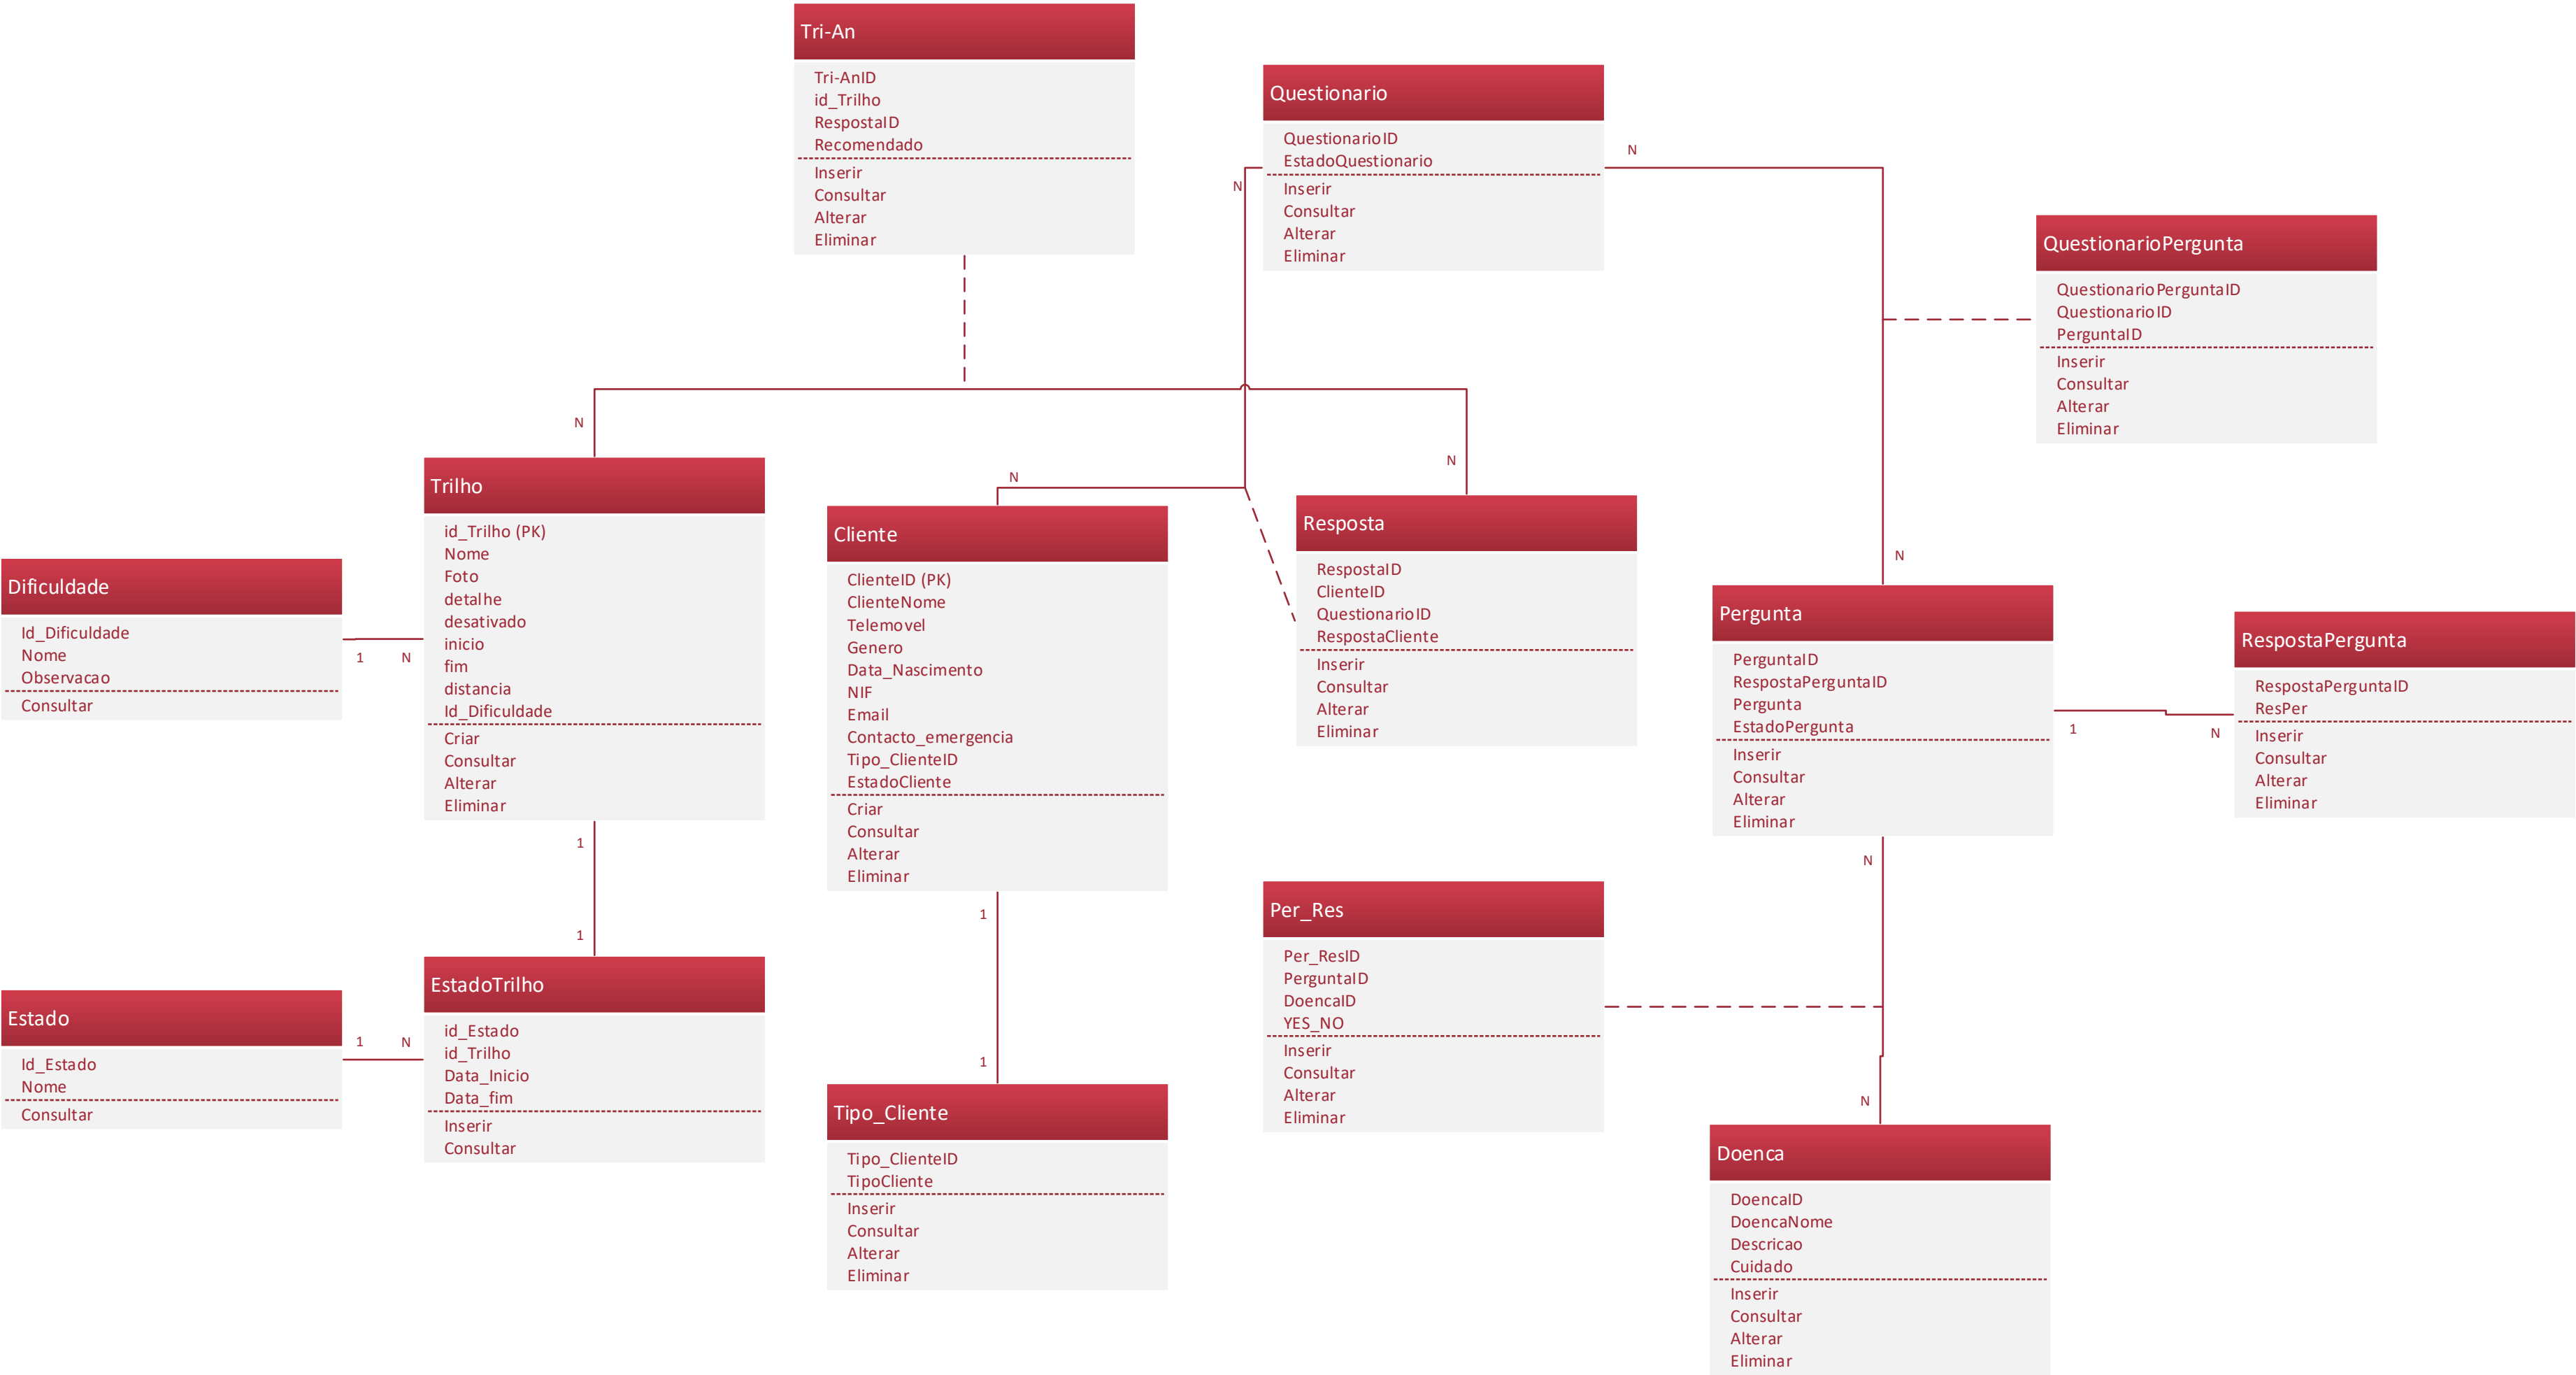 Tri-An
Tri-AnID
id_Trilho
RespostaID
Recomendado
Inserir
Consultar
Alterar
Eliminar
Questionario
QuestionarioID
EstadoQuestionario
Inserir
Consultar
Alterar
Eliminar
N
N
QuestionarioPergunta
QuestionarioPerguntaID
QuestionarioID
PerguntaID
Inserir
Consultar
Alterar
Eliminar
N
N
N
N
Trilho
id_Trilho (PK)
Nome
Foto
detalhe
desativado
inicio
fim
distancia
Id_Dificuldade
Criar
Consultar
Alterar
Eliminar
Cliente
ClienteID (PK)
ClienteNome
Telemovel
Genero
Data_Nascimento
NIF
Email
Contacto_emergencia
Tipo_ClienteID
EstadoCliente
Criar
Consultar
Alterar
Eliminar
Resposta
RespostaID
ClienteID
QuestionarioID
RespostaCliente
Inserir
Consultar
Alterar
Eliminar
Dificuldade
Id_Dificuldade
Nome
Observacao
Consultar
1
N
Pergunta
PerguntaID
RespostaPerguntaID
Pergunta
EstadoPergunta
Inserir
Consultar
Alterar
Eliminar
RespostaPergunta
RespostaPerguntaID
ResPer
Inserir
Consultar
Alterar
Eliminar
1
N
1
1
N
1
1
Per_Res
Per_ResID
PerguntaID
DoencaID
YES_NO
Inserir
Consultar
Alterar
Eliminar
EstadoTrilho
id_Estado
id_Trilho
Data_Inicio
Data_fim
Inserir
Consultar
Estado
Id_Estado
Nome
Consultar
1
N
Tipo_Cliente
Tipo_ClienteID
TipoCliente
Inserir
Consultar
Alterar
Eliminar
N
Doenca
DoencaID
DoencaNome
Descricao
Cuidado
Inserir
Consultar
Alterar
Eliminar